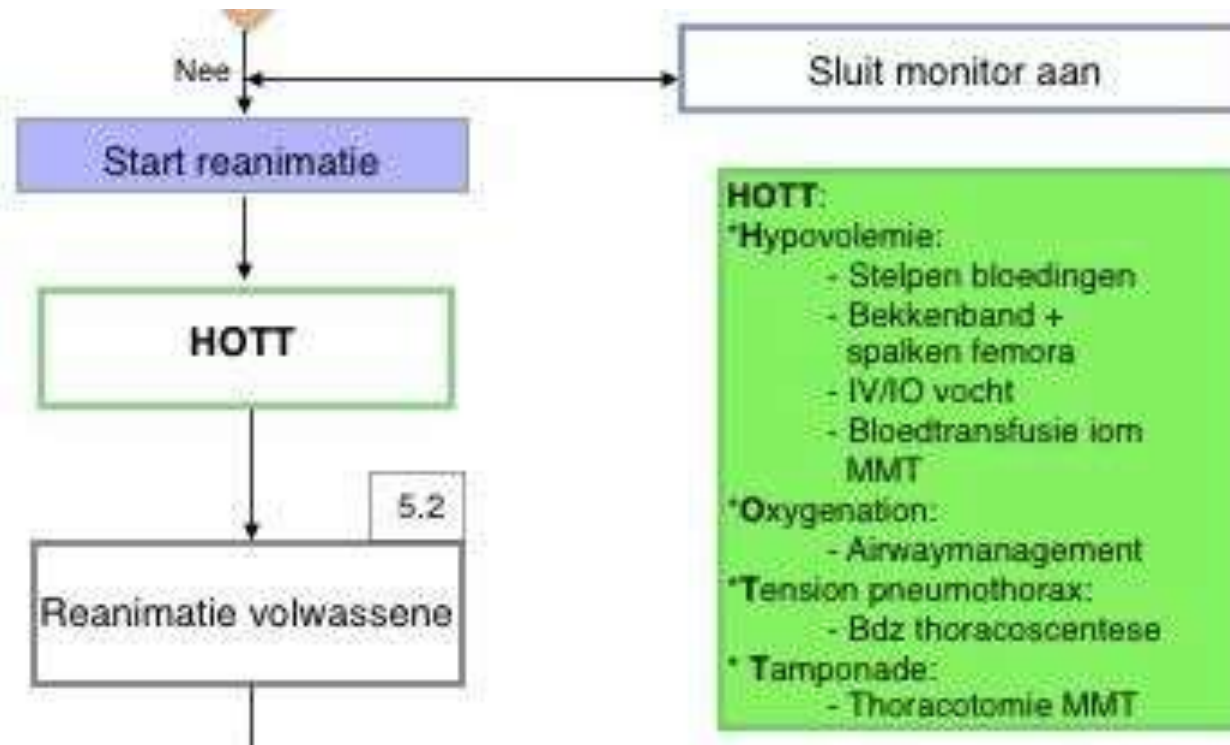 Nee
Sluit monitor aan
Start reanimatie
HOTT
5.2
Reanimatie volwassene
HOTT:
*Hypovolemie:
- Stelpen bloedingen
- Bekkenband +
spalken femora
- IV/IO vocht
- Bloedtransfusie iom
MMT
*Oxygenation:
- Airwaymanagement
*Tension pneumothorax:
- Bdz thoracoscentese
* Tamponade:
- Thoracotomie MMT